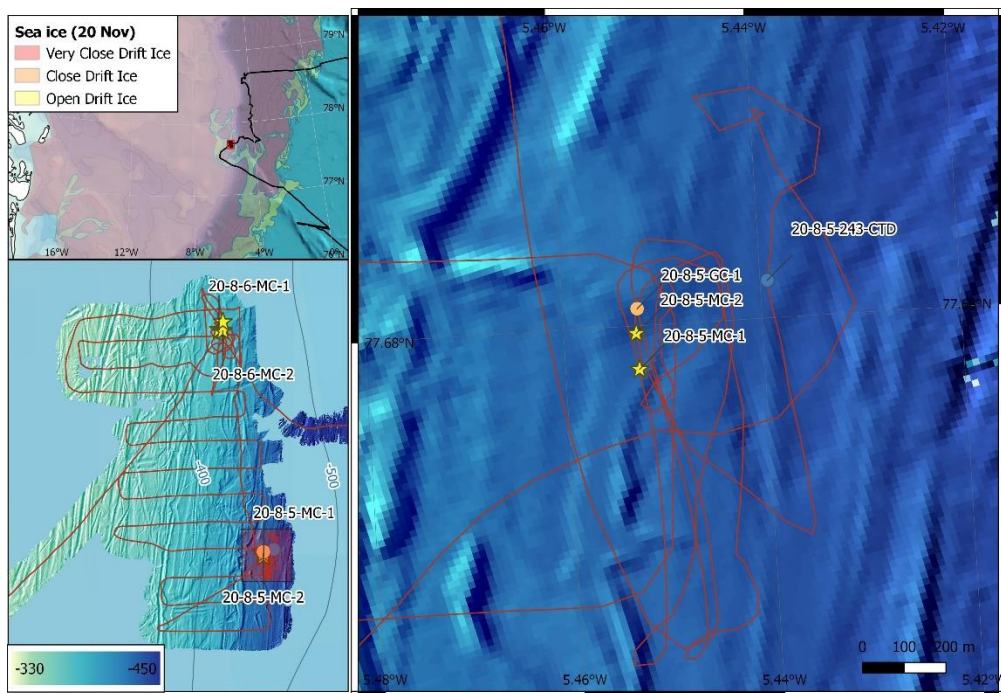 Sea ice (20 Nov)
Very Close Drift Ice
Close Drift Ice
Open Drift Ice
79°N
78°N
77°N
76°N
16°W
12°W
8°W
4°W
20-8-6-MC-1
20-8-6-MC-2
-400
-500
20-8-5-MC-1
20-8-5-MC-2
-330
-450
5.46°W
5.44°W
5.42°W
20-8-5-243-CTD
20-8-5-GC-1
20-8-5-MC-2
20-8-5-MC-1
77.68°N
77.68°N
0 100 200 m
5.48°W
5.46°W
5.44°W
5.42°W